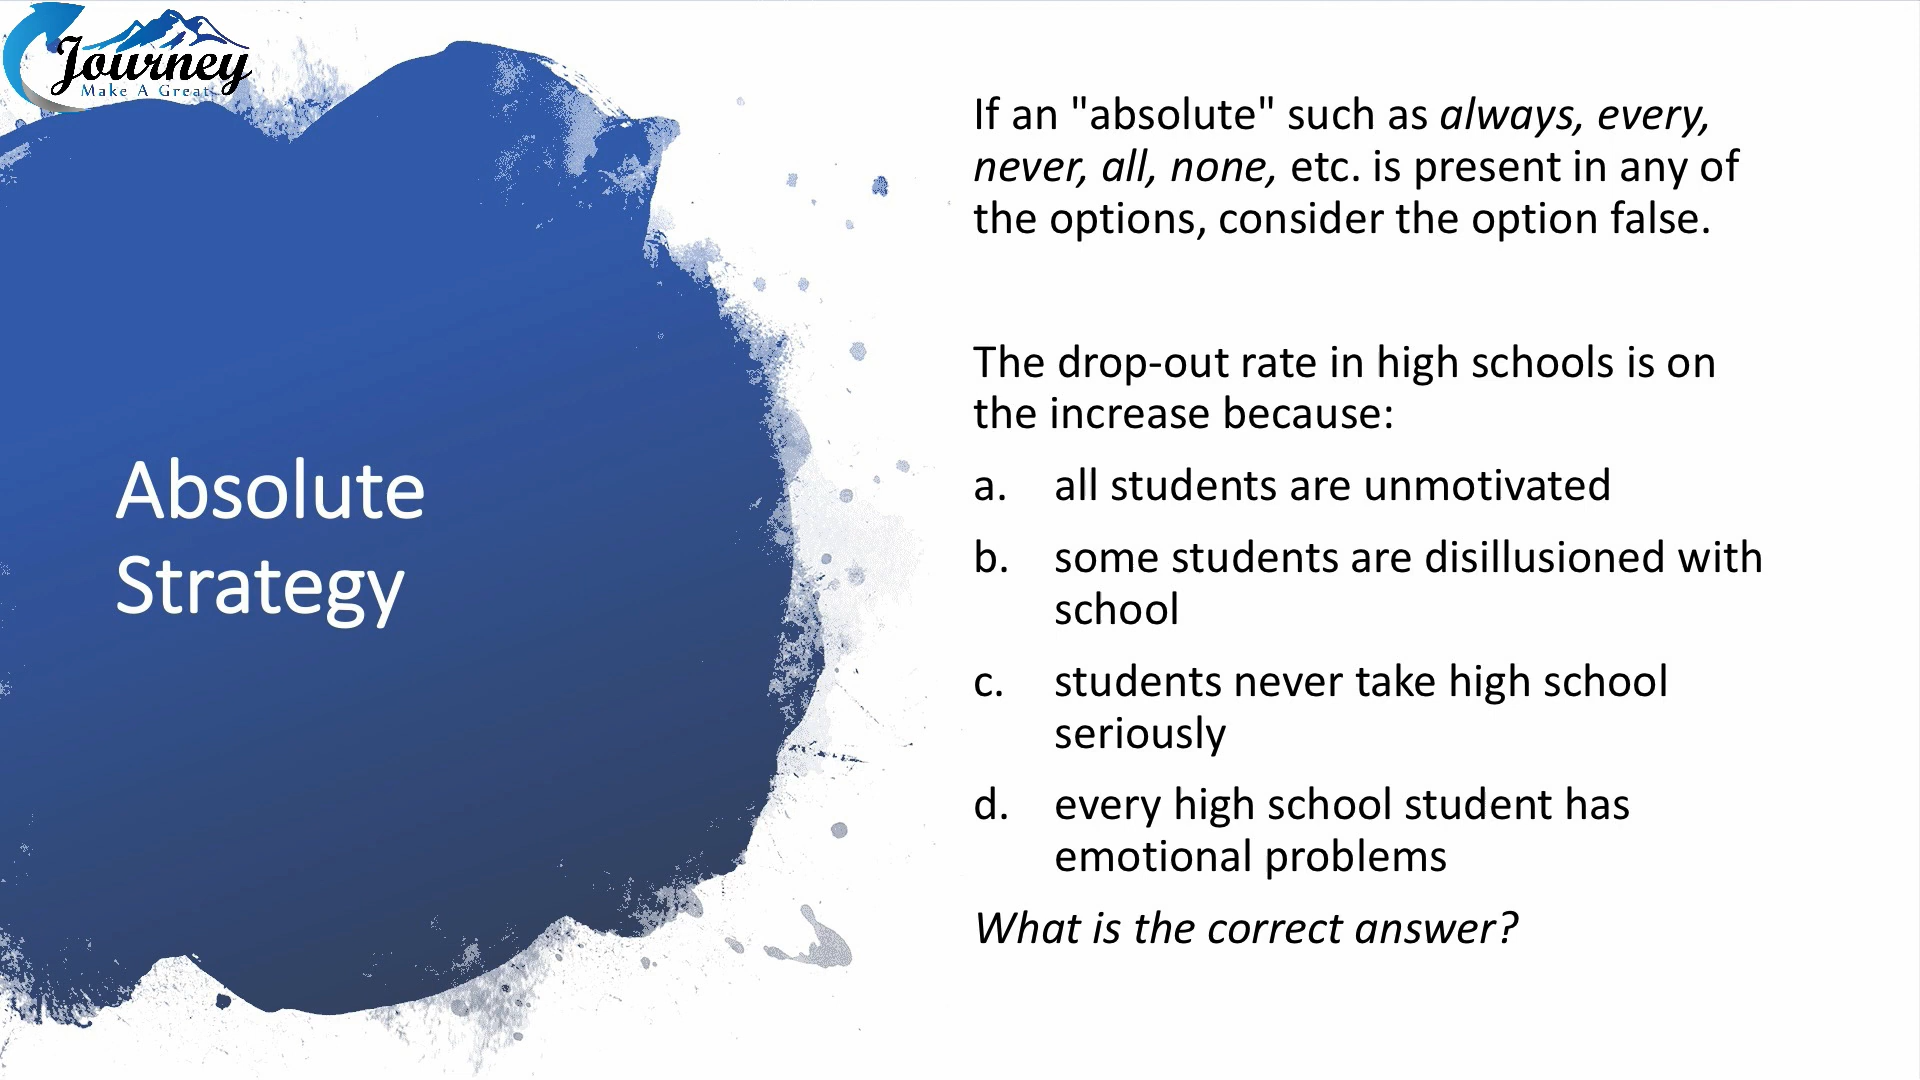 Journey
Make A Great
Absolute
Strategy
If an "absolute" such as always, every,
never, all, none, etc. is present in any of
the options, consider the option false.
The drop-out rate in high schools is on
the increase because:
a. all students are unmotivated
b. some students are disillusioned with
school
c. students never take high school
seriously
d. every high school student has
emotional problems
What is the correct answer?